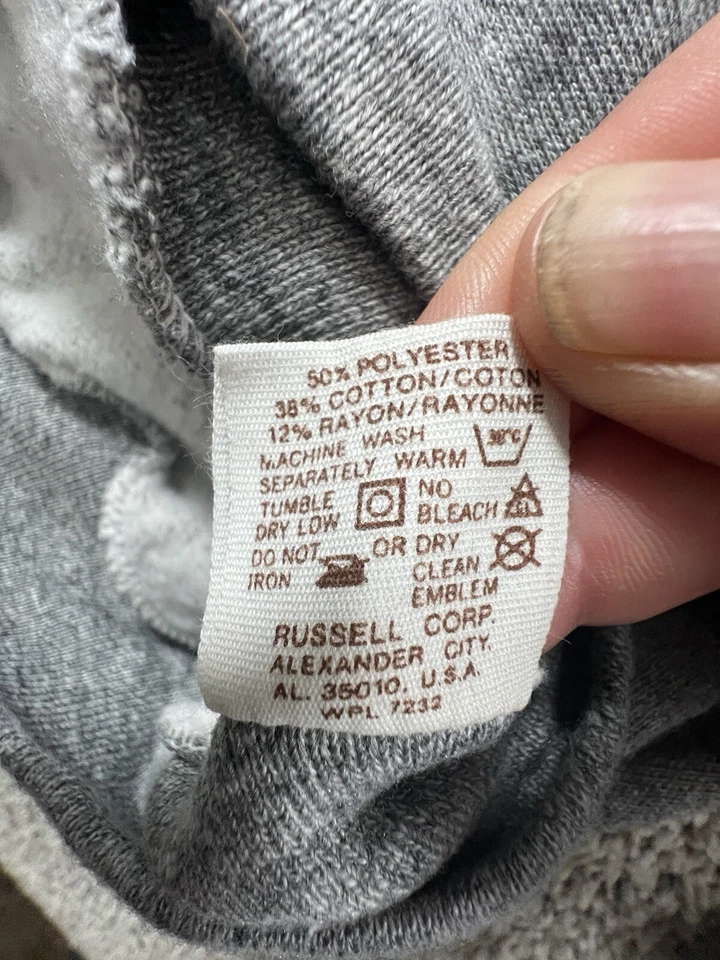 50% POLYESTER
38% COTTON/COTON
12% RAYON/RAYONNE
MACHINE WASH
SEPARATELY WARM 30°C
TUMBLE DRY LOW
NO BLEACH
DO NOT IRON
OR DRY CLEAN EMBLEM
RUSSELL CORP.
ALEXANDER CITY.
AL. 35010. U.S.A.
WPL 7232